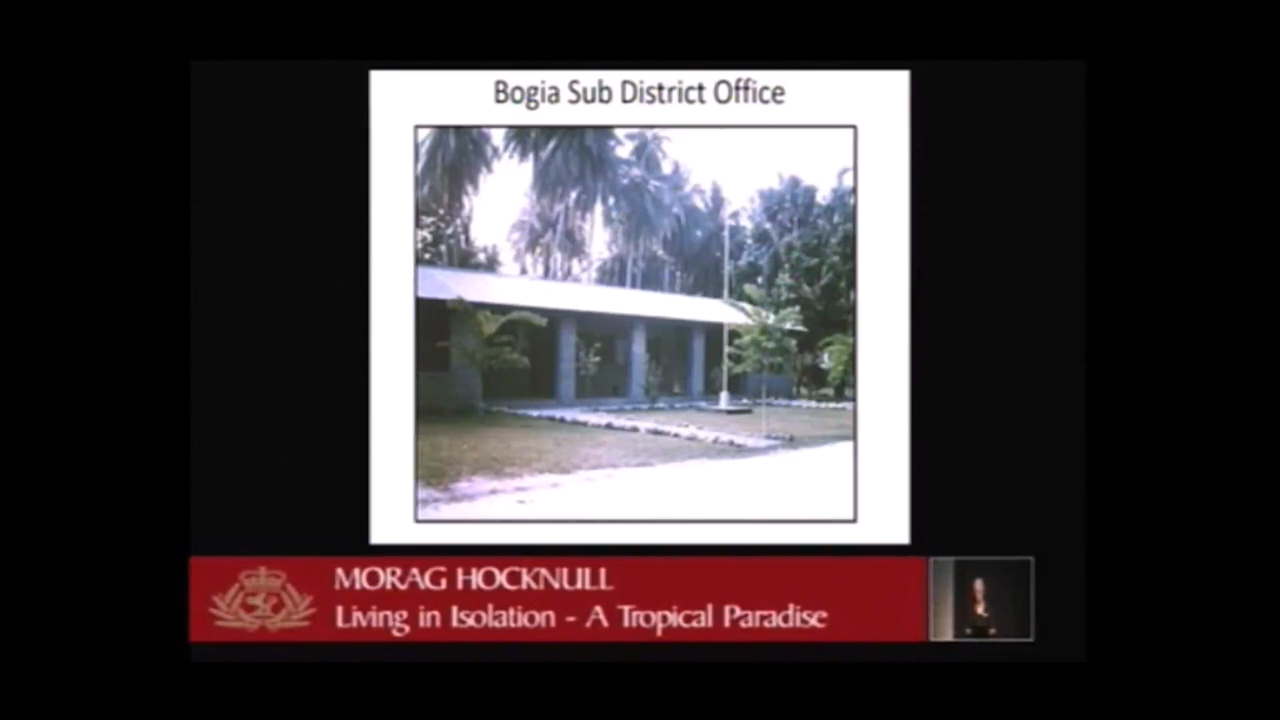 Bogia Sub District Office
MORAG HOCKNULL
Living in Isolation - A Tropical Paradise